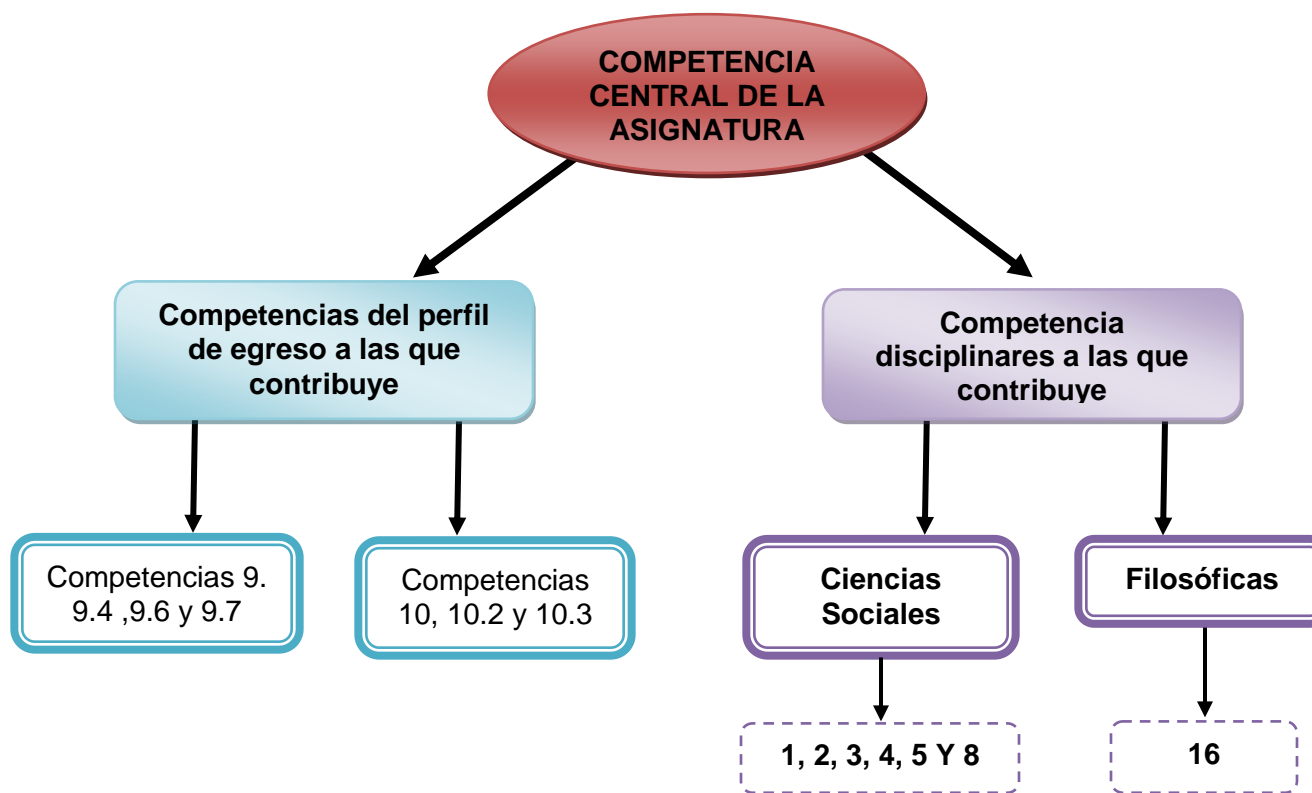 COMPETENCIA
CENTRAL DE LA
ASIGNATURA
Competencias del perfil
de egreso a las que
contribuye
Competencia
disciplinares a las que
contribuye
Competencias 9.
9.4 ,9.6 y 9.7
Competencias
10, 10.2 y 10.3
Ciencias
Sociales
Filosóficas
1, 2, 3, 4, 5 Y 8
16